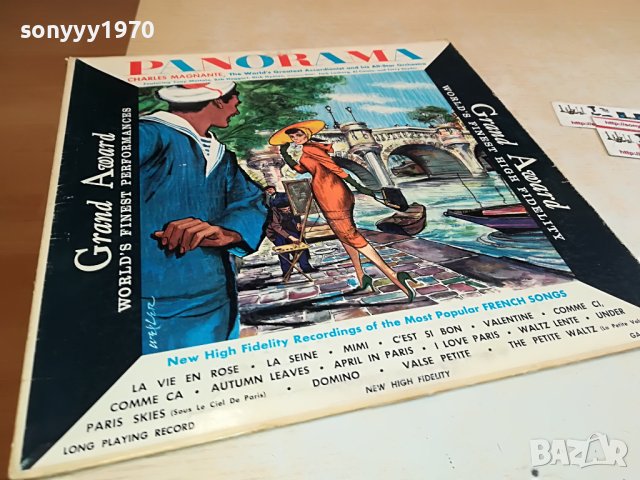 sonyyy1970
PANORAMA
CHARLES MAGNANTE, The World's Greatest Accordionist and his All-Star Orchestra
Grand Award
WORLD'S FINEST PERFORMANCES
Grand Award
WORLD'S FINEST HIGH FIDELITY
WEXLER
New High Fidelity Recordings of the Most Popular FRENCH SONGS
LA VIE EN ROSE • LA SEINE • MIMI • C'EST SI BON • VALENTINE • COMME CI,
COMME CA • AUTUMN LEAVES • APRIL IN PARIS • I LOVE PARIS • WALTZ LENTE • UNDER
PARIS SKIES (Sous Le Ciel De Paris) • DOMINO • VALSE PETITE • THE PETITE WALTZ (La Petite
LONG PLAYING RECORD
NEW HIGH FIDELITY
GA
BAZAR